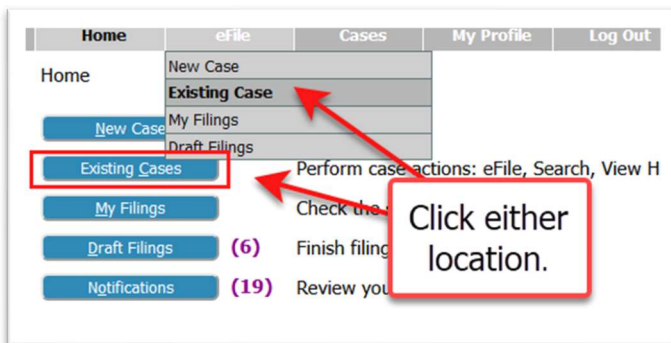 Home eFile Cases My Profile Log Out
Home
New Case
Existing Case
My Filings
Draft Filings
New Case
Existing Cases Perform case actions: eFile, Search, View H
My Filings Check the
Draft Filings (6) Finish filing
Notifications (19) Review you
Click either
location.